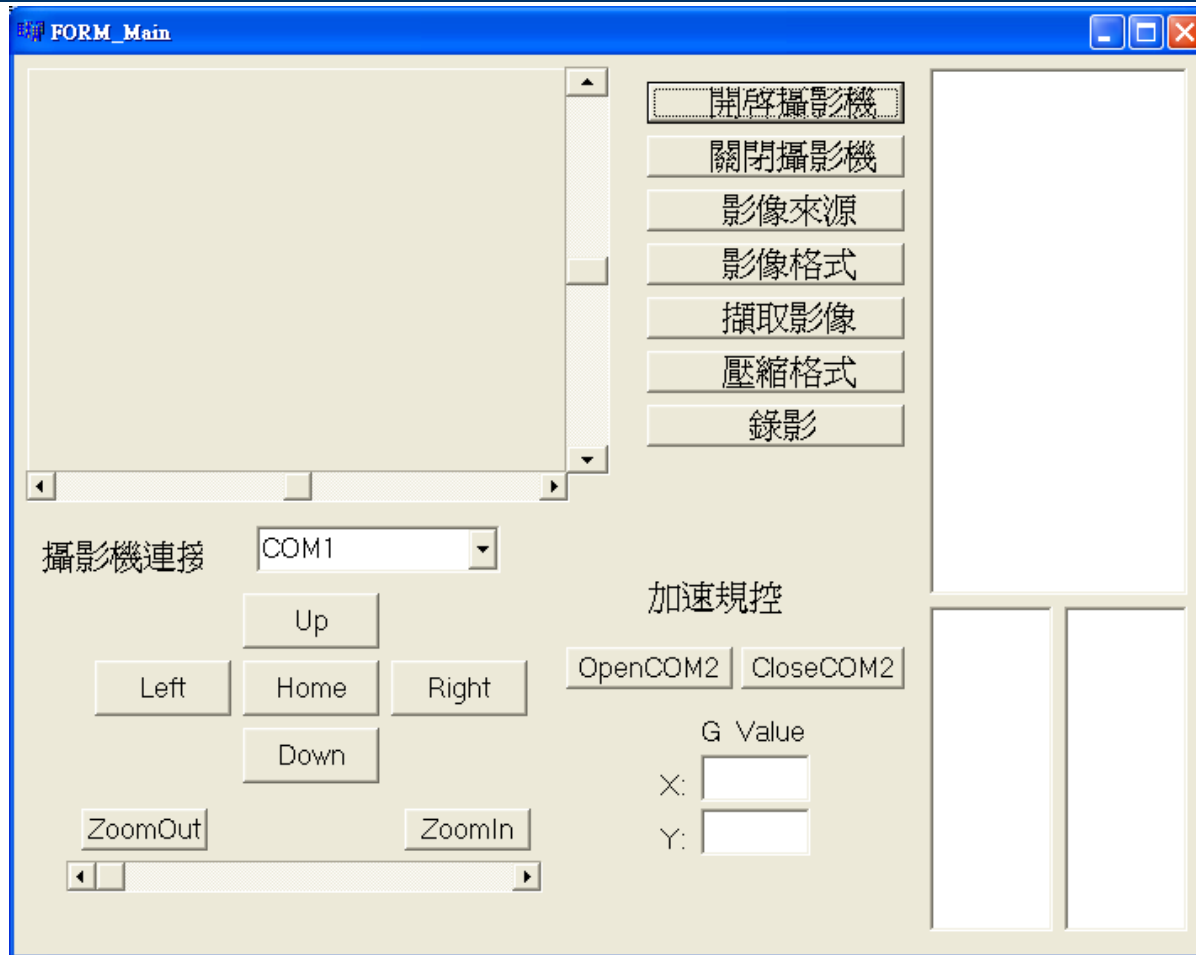 FORM_Main
開啓攝影機
關閉攝影機
影像來源
影像格式
擷取影像
壓縮格式
錄影
攝影機連接
COM1
Up
Left
Home
Right
Down
ZoomOut
ZoomIn
加速規控
OpenCOM2
CloseCOM2
G Value
X:
Y: